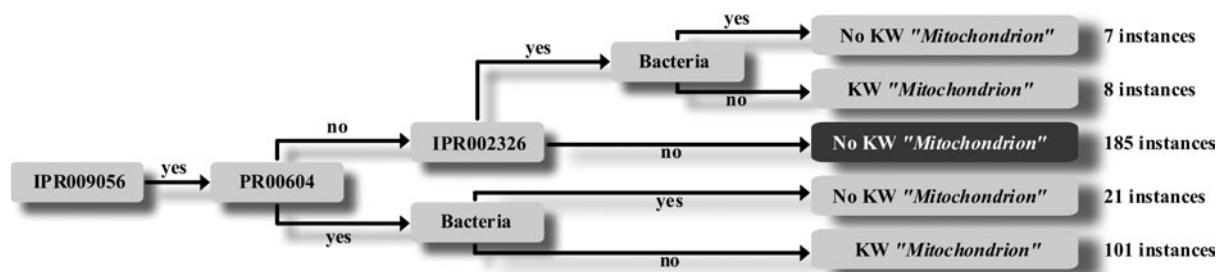 yes
No KW "Mitochondrion"
7 instances
yes
Bacteria
no
KW "Mitochondrion"
8 instances
no
IPR002326
no
No KW "Mitochondrion"
185 instances
IPR009056
yes
PR00604
yes
Bacteria
yes
No KW "Mitochondrion"
21 instances
no
KW "Mitochondrion"
101 instances